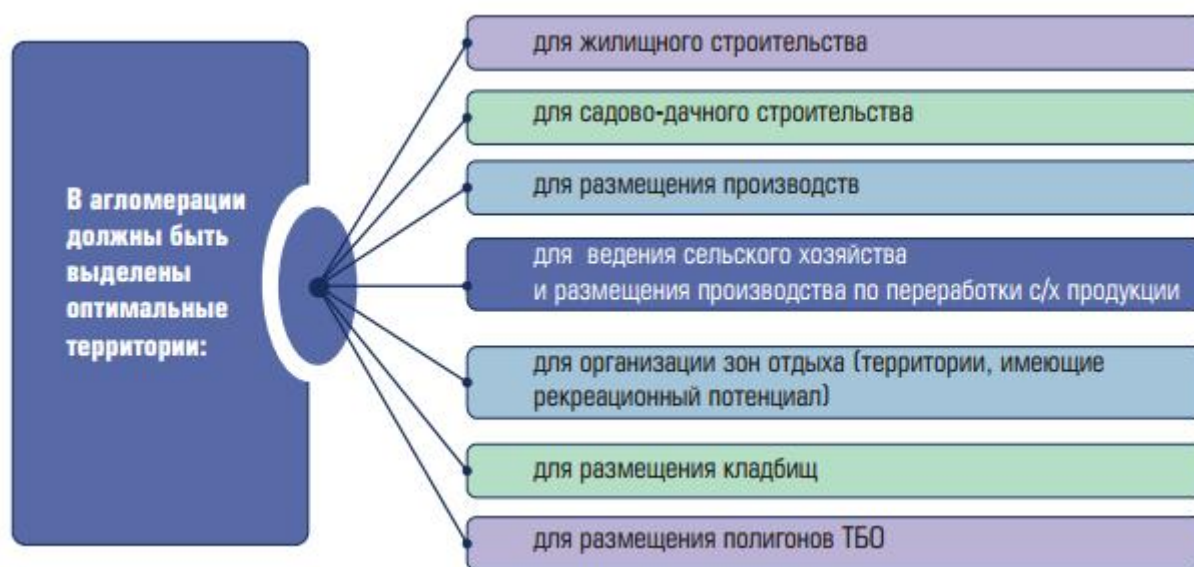 В агломерации
должны быть
выделены
оптимальные
территории:
для жилищного строительства
для садово-дачного строительства
для размещения производств
для ведения сельского хозяйства
и размещения производства по переработки с/х продукции
для организации зон отдыха (территории, имеющие
рекреационный потенциал)
для размещения кладбищ
для размещения полигонов ТБО